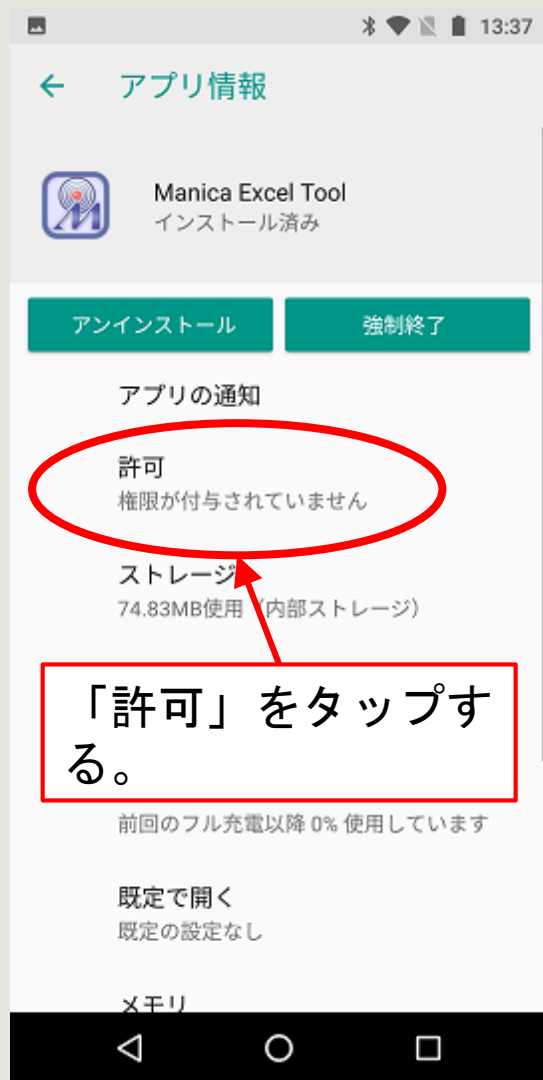 13:37
アプリ情報
Manica Excel Tool
インストール済み
アンインストール
強制終了
アプリの通知
許可
権限が付与されていません
ストレージ
74.83MB使用（内部ストレージ）
「許可」をタップす
る。
前回のフル充電以降 0% 使用しています
既定で開く
既定の設定なし
メモリ